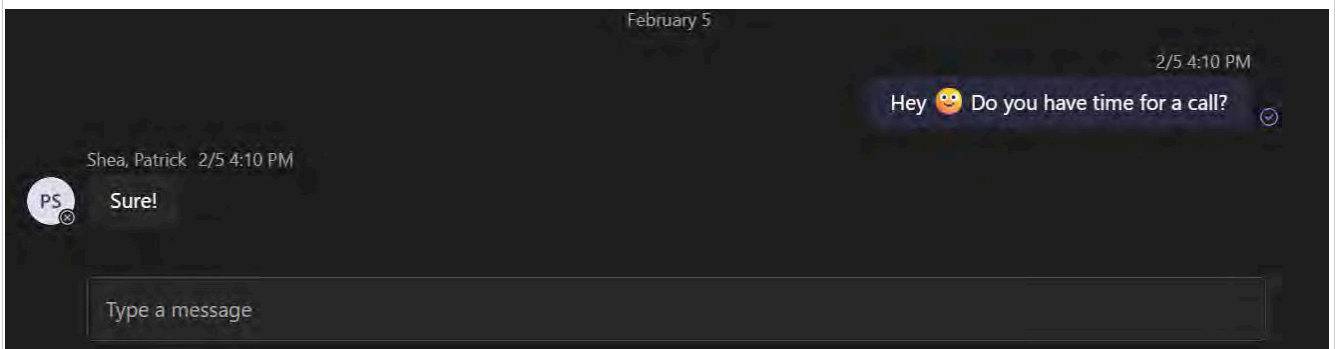 February 5
2/5 4:10 PM
Hey 🙂 Do you have time for a call?
Shea, Patrick 2/5 4:10 PM
PS
Sure!
Type a message